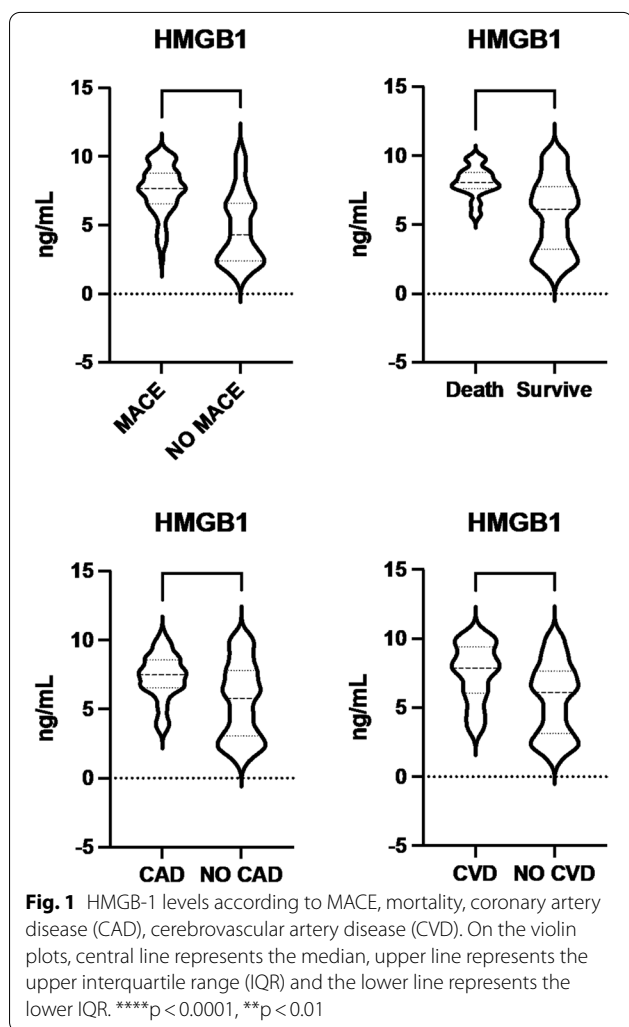 HMGB1
15
10
5
0
-5
ng/mL
MACE
NO MACE
HMGB1
15
10
5
0
-5
ng/mL
Death Survive
HMGB1
15
10
5
0
-5
ng/mL
CAD NO CAD
HMGB1
15
10
5
0
-5
ng/mL
CVD NO CVD
Fig. 1 HMGB-1 levels according to MACE, mortality, coronary artery
disease (CAD), cerebrovascular artery disease (CVD). On the violin
plots, central line represents the median, upper line represents the
upper interquartile range (IQR) and the lower line represents the
lower IQR. ****p < 0.0001, **p < 0.01